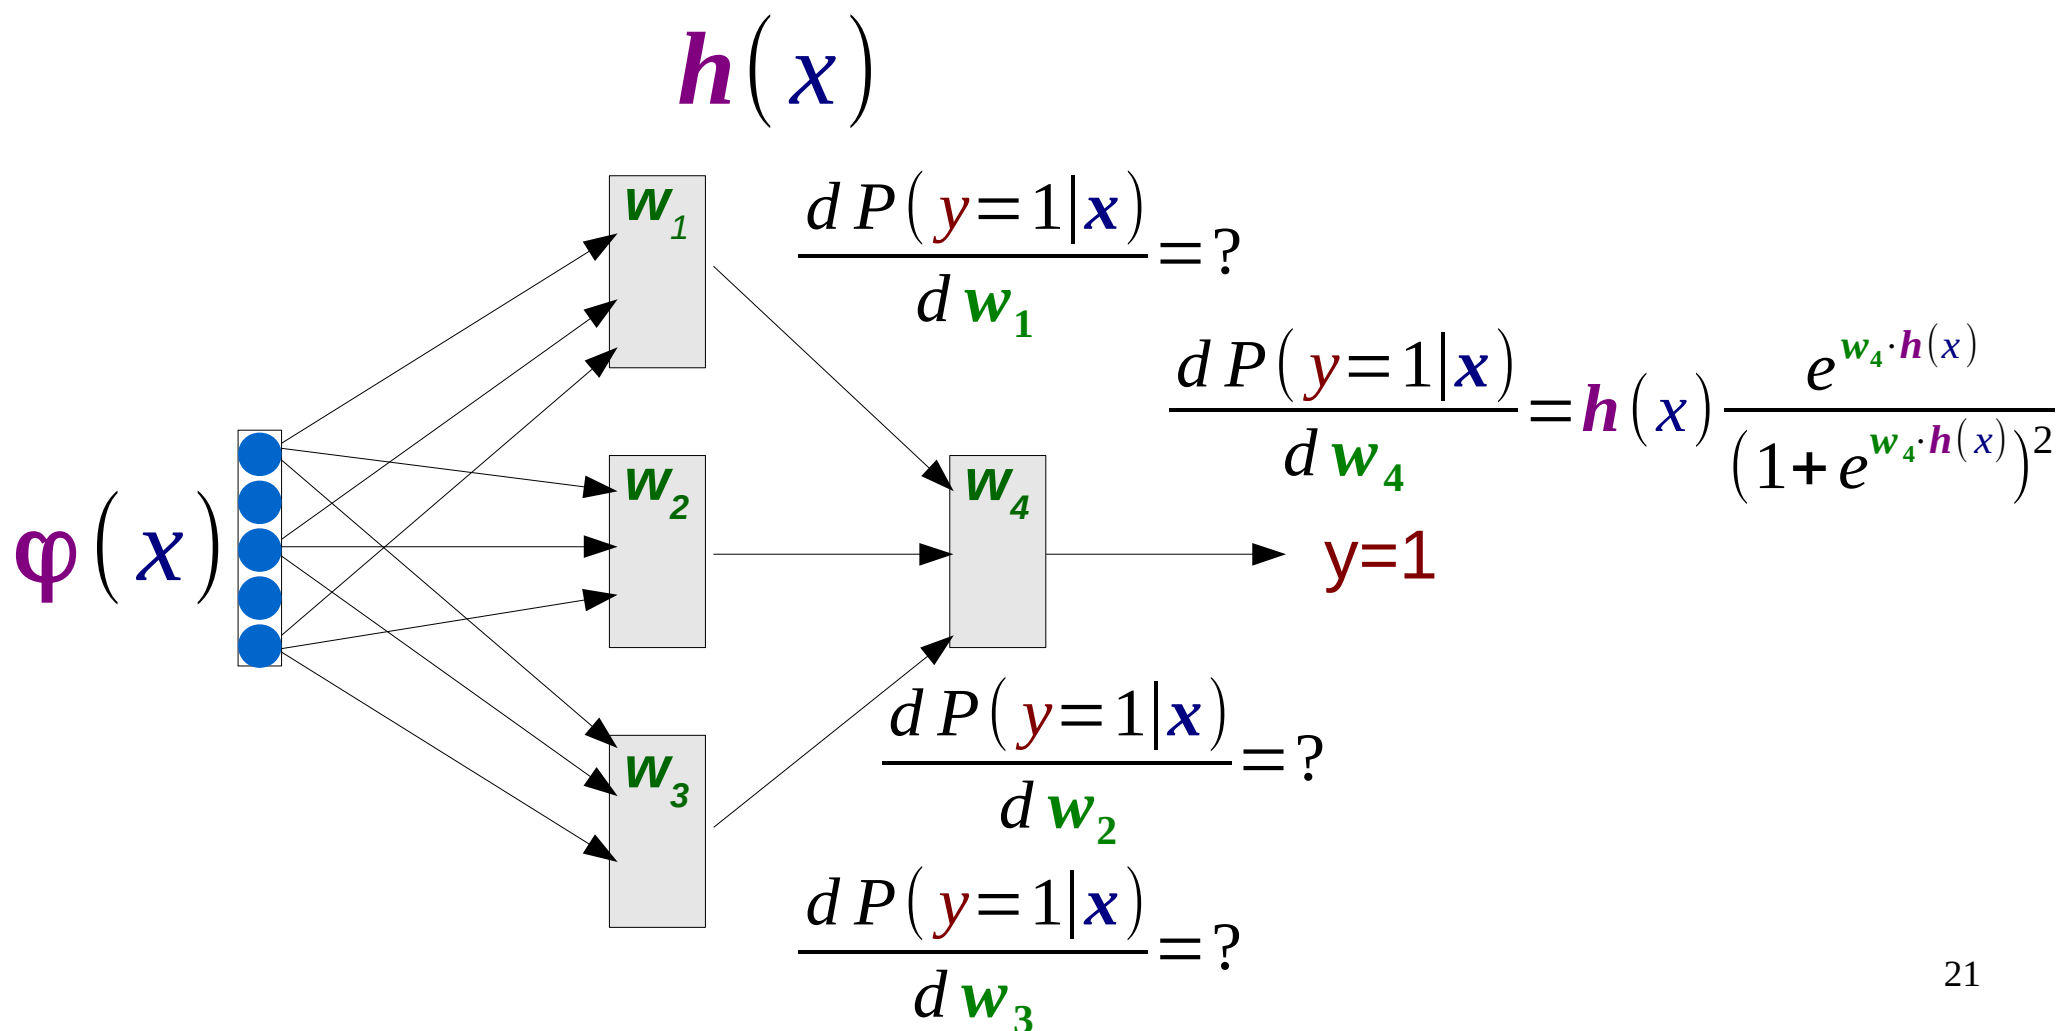 h(x)
w1
dP(y=1|x)/dw1=?
dP(y=1|x)/dw4=h(x) e^(w4·h(x))/(1+e^(w4·h(x)))^2
w2
w4
φ(x)
y=1
dP(y=1|x)/dw2=?
w3
dP(y=1|x)/dw3=?
21